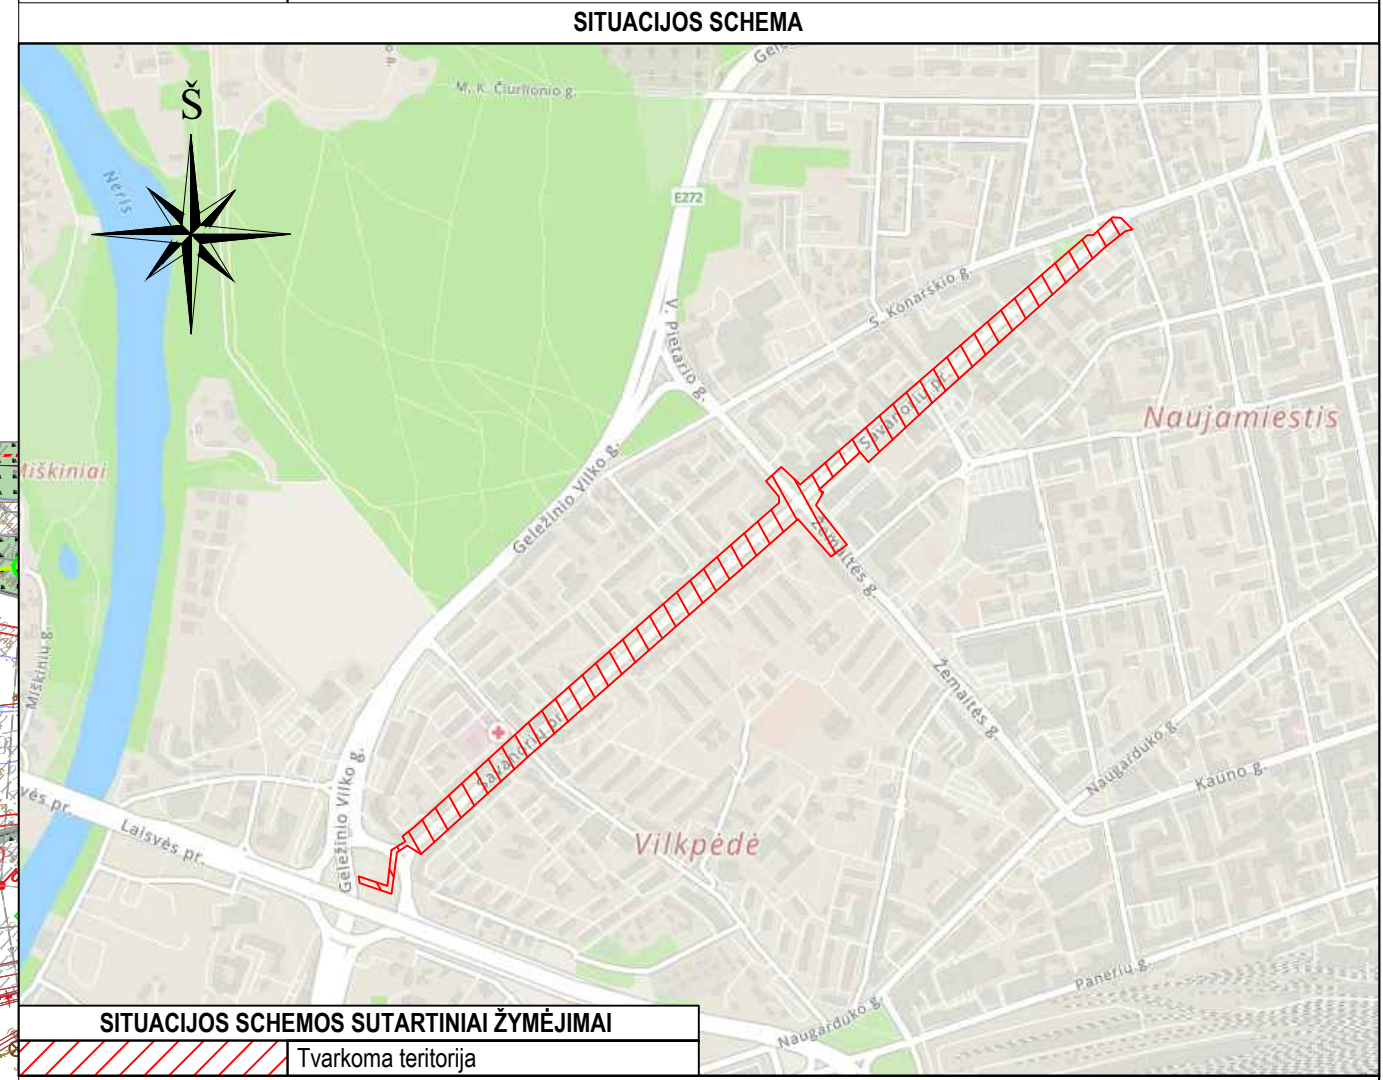 SITUACIJOS SCHEMA
M. K. Čiurlionio g.
Š
Neris
E272
V. Pietario g.
S. Konarskio g.
Savanorių pr.
Naujamiestis
Geležinio Vilko g.
Žemaitės g.
Miškinių g.
Žemaitės g.
Savanorių pr.
Naugarduko g.
Kauno g.
Geležinio Vilko g.
Laisvės pr.
Vilkpėdė
Panerių g.
Naugarduko g.
SITUACIJOS SCHEMOS SUTARTINIAI ŽYMĖJIMAI
Tvarkoma teritorija